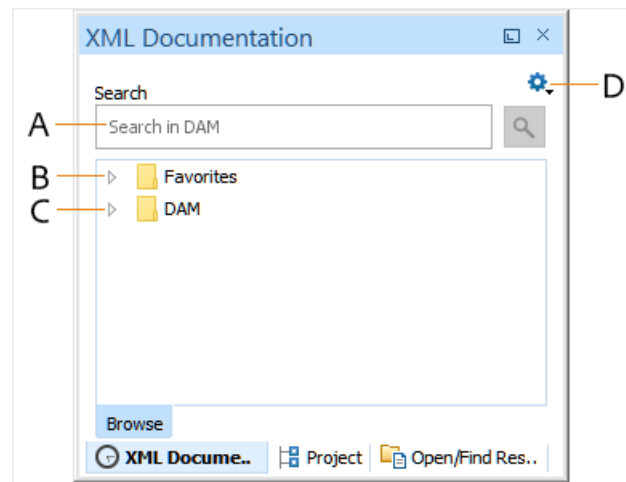 XML Documentation
D
Search
A
Search in DAM
B
Favorites
C
DAM
Browse
XML Docume.. Project Open/Find Res..